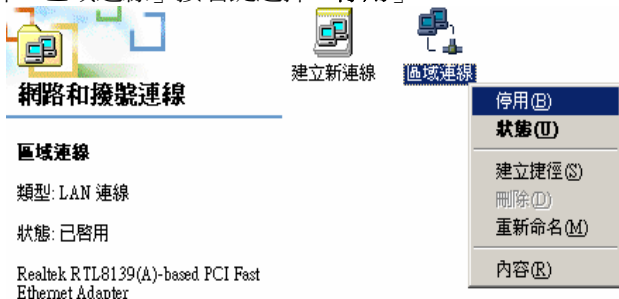 建立新連線
區域連線
網路和撥號連線
區域連線
類型: LAN 連線
狀態: 已啓用
Realtek RTL8139(A)-based PCI Fast
Ethernet Adapter
停用(B)
狀態(U)
建立捷徑(S)
刪除(D)
重新命名(M)
內容(R)